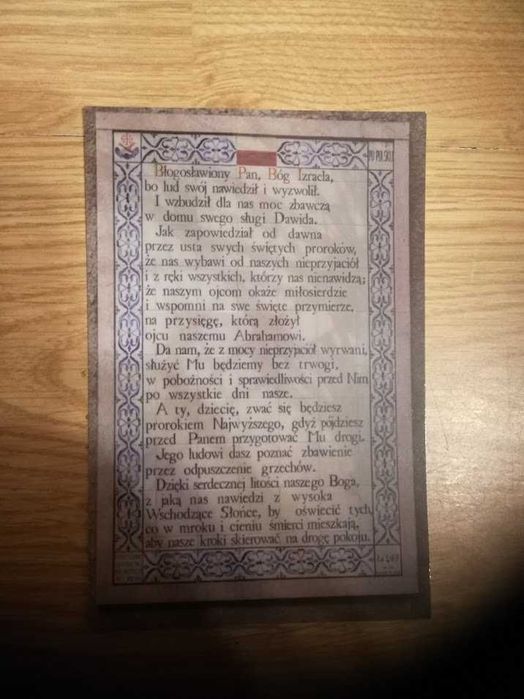 PO POLSKU
Błogosławiony Pan, Bóg Izraela,
bo lud swój nawiedził i wyzwolił.
I wzbudził dla nas moc zbawczą
w domu swego sługi Dawida.
Jak zapowiedział od dawna
przez usta swych świętych proroków,
że nas wybawi od naszych nieprzyjaciół
i z ręki wszystkich, którzy nas nienawidzą;
że naszym ojcom okaże miłosierdzie
i wspomni na swe święte przymierze,
na przysięgę, którą złożył
ojcu naszemu Abrahamowi.
Da nam, że z mocy nieprzyjaciół wyrwani,
służyć Mu będziemy bez trwogi,
w pobożności i sprawiedliwości przed Nim
po wszystkie dni nasze.
A ty, dziecię, zwać się będziesz
prorokiem Najwyższego, gdyż pójdziesz
przed Panem przygotować Mu drogi.
Jego ludowi dasz poznać zbawienie
przez odpuszczenie grzechów.
Dzięki serdecznej litości naszego Boga,
z jaką nas nawiedzi z wysoka
Wschodzące Słońce, by oświecić tych,
co w mroku i cieniu śmierci mieszkają,
aby nasze kroki skierować na drogę pokoju.